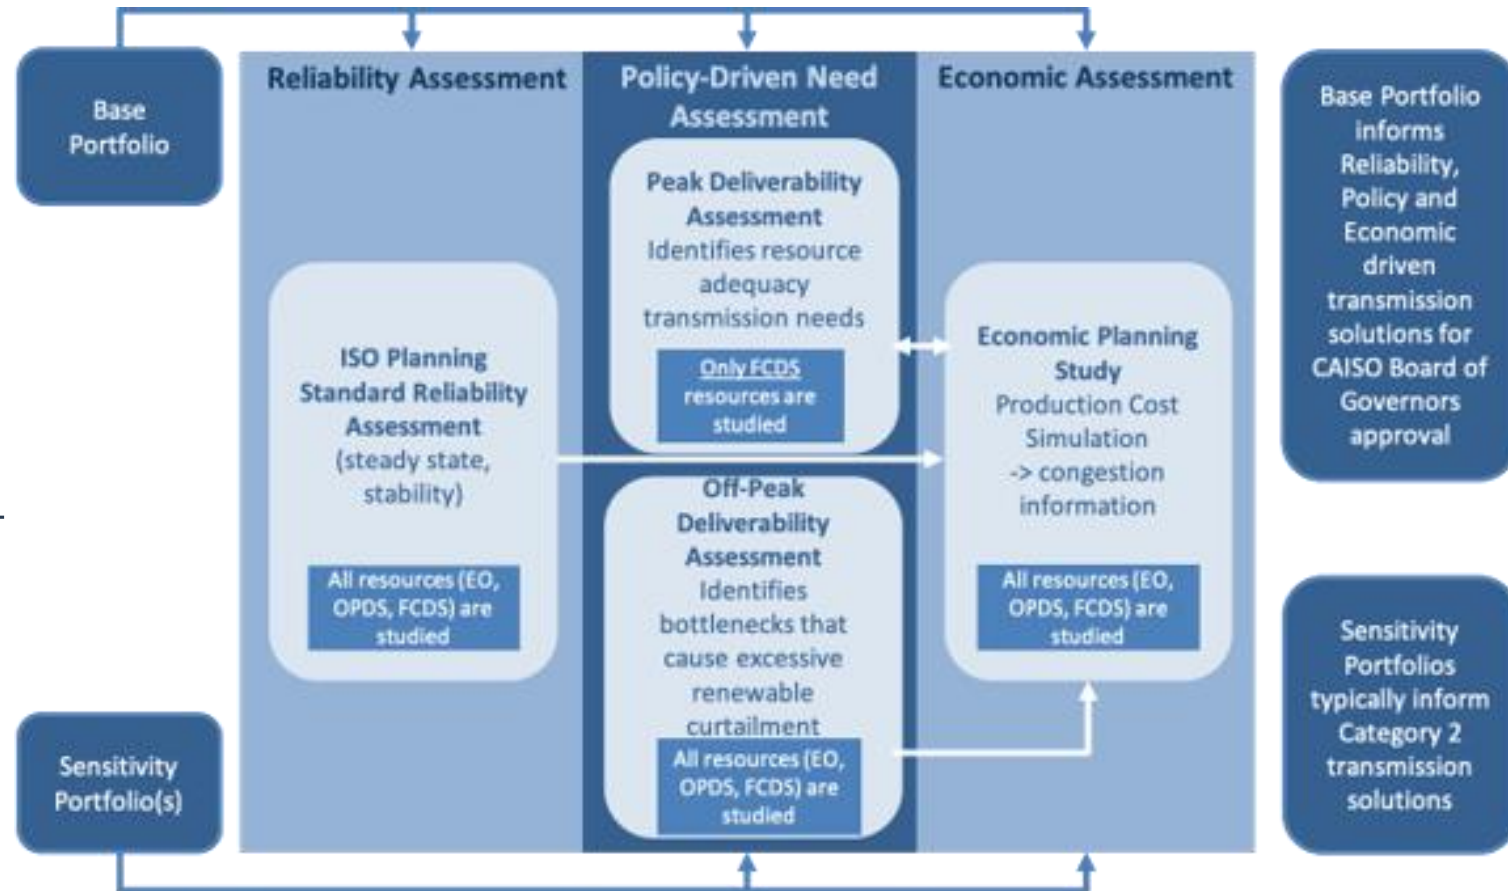 Base
Portfolio
Reliability Assessment
Policy-Driven Need
Assessment
Economic Assessment
Peak Deliverability
Assessment
Identifies resource
adequacy
transmission needs
Only FCDS
resources are
studied
ISO Planning
Standard Reliability
Assessment
(steady state,
stability)
All resources (EO,
OPDS, FCDS) are
studied
Off-Peak
Deliverability
Assessment
Identifies
bottlenecks that
cause excessive
renewable
curtailment
All resources (EO,
OPDS, FCDS) are
studied
Economic Planning
Study
Production Cost
Simulation
-> congestion
information
All resources (EO,
OPDS, FCDS) are
studied
Base Portfolio
informs
Reliability,
Policy and
Economic
driven
transmission
solutions for
CAISO Board of
Governors
approval
Sensitivity
Portfolio(s)
Sensitivity
Portfolios
typically inform
Category 2
transmission
solutions